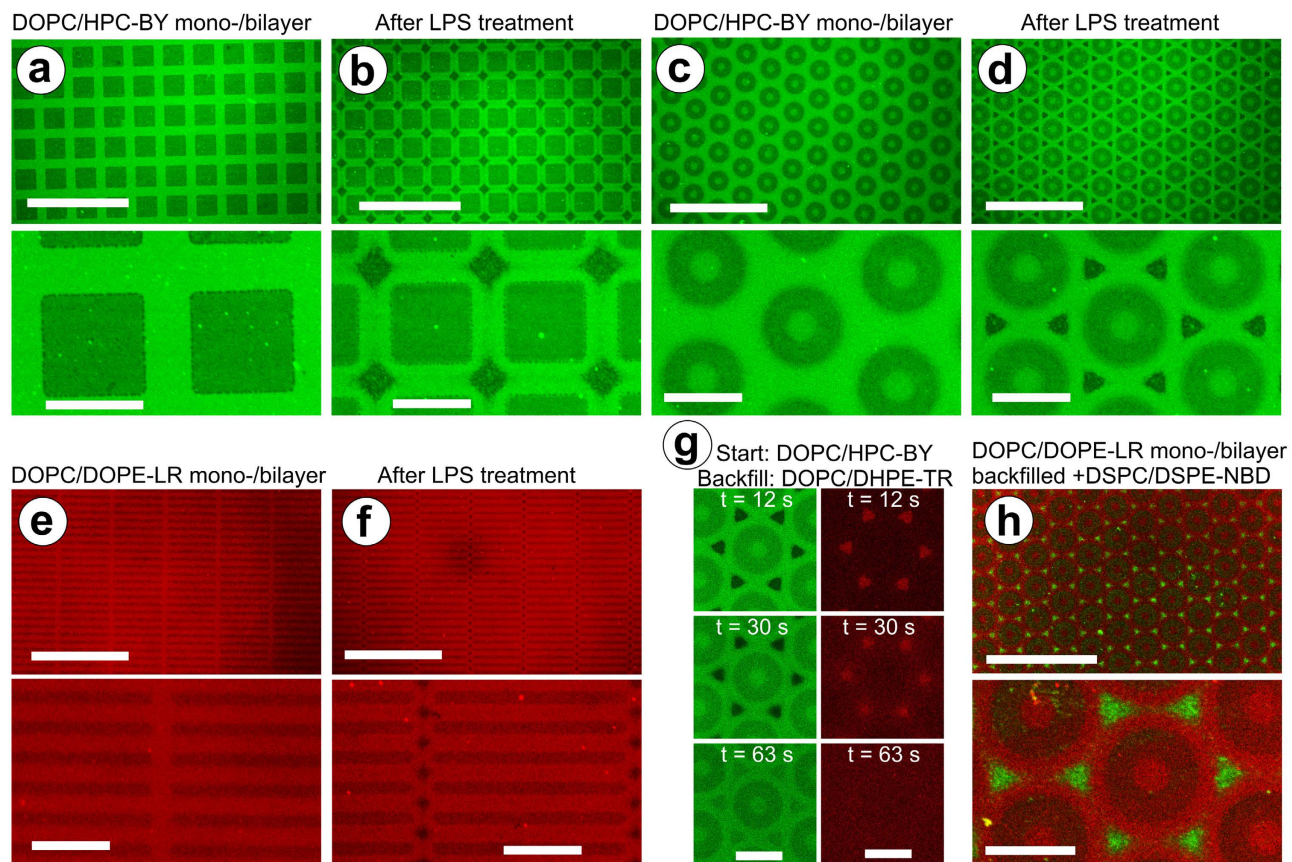 DOPC/HPC-BY mono-/bilayer
After LPS treatment
DOPC/HPC-BY mono-/bilayer
After LPS treatment
a
b
c
d
DOPC/DOPE-LR mono-/bilayer
After LPS treatment
e
f
g
Start: DOPC/HPC-BY
Backfill: DOPC/DHPE-TR
t = 12 s
t = 12 s
t = 30 s
t = 30 s
t = 63 s
t = 63 s
DOPC/DOPE-LR mono-/bilayer
backfilled +DSPC/DSPE-NBD
h